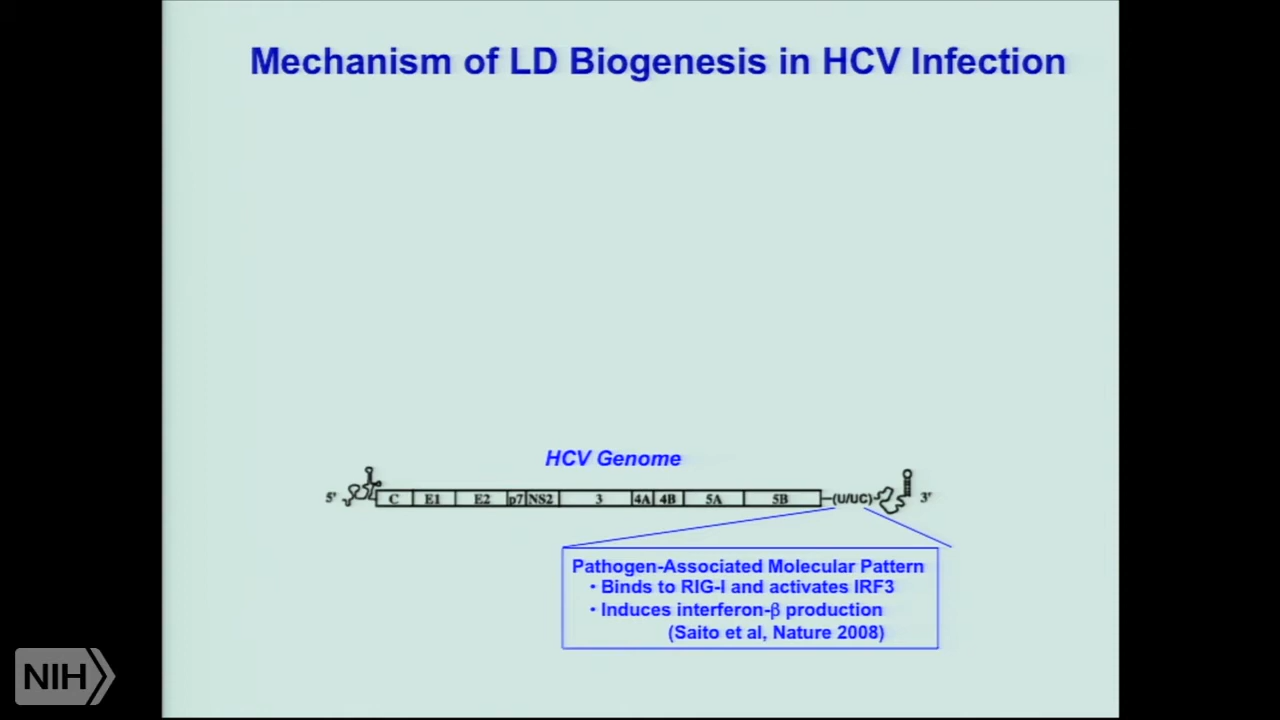 Mechanism of LD Biogenesis in HCV Infection
HCV Genome
5' C E1 E2 p7 NS2 3 4A 4B 5A 5B (U/UC) 3'
Pathogen-Associated Molecular Pattern
• Binds to RIG-I and activates IRF3
• Induces interferon-β production
(Saito et al, Nature 2008)
NIH